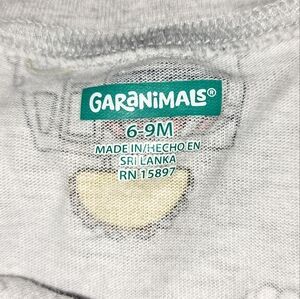 GARANIMALS®
6-9M
MADE IN/HECHO EN
SRI LANKA
RN 15897